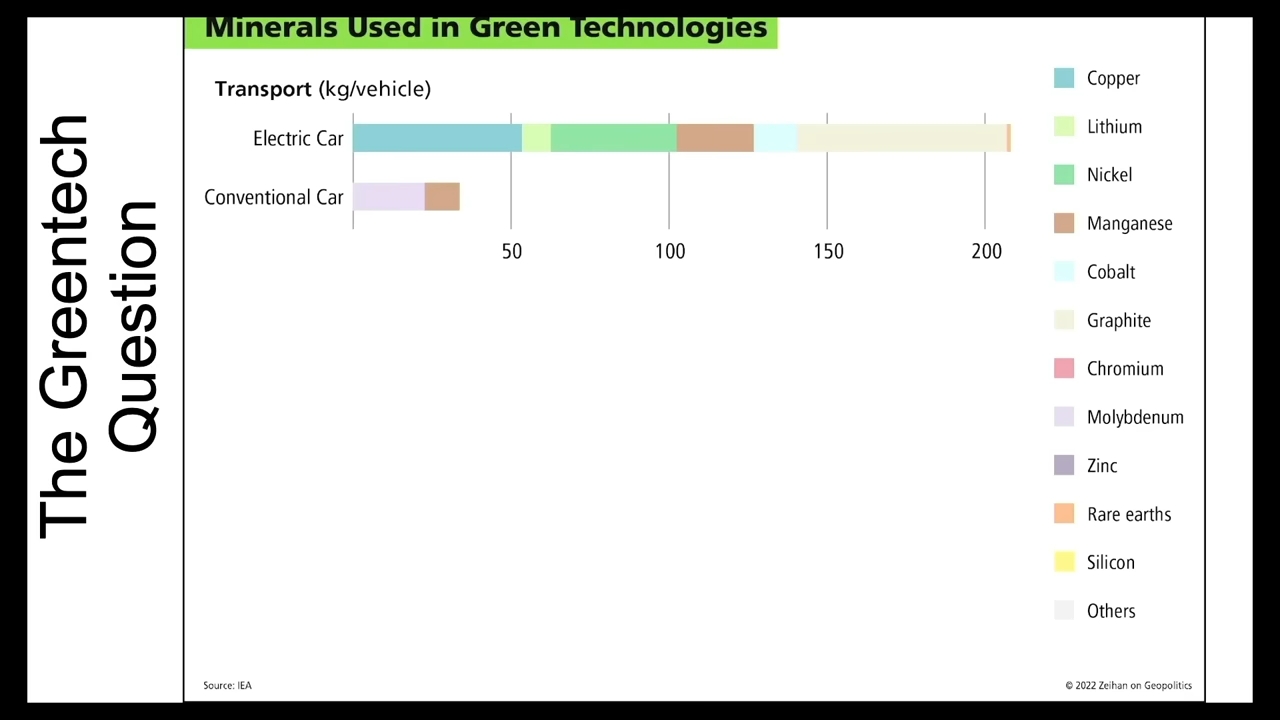 The Greentech
Question
Minerals Used in Green Technologies
Transport (kg/vehicle)
Electric Car
Conventional Car
50 100 150 200
Copper
Lithium
Nickel
Manganese
Cobalt
Graphite
Chromium
Molybdenum
Zinc
Rare earths
Silicon
Others
Source: IEA
© 2022 Zeihan on Geopolitics